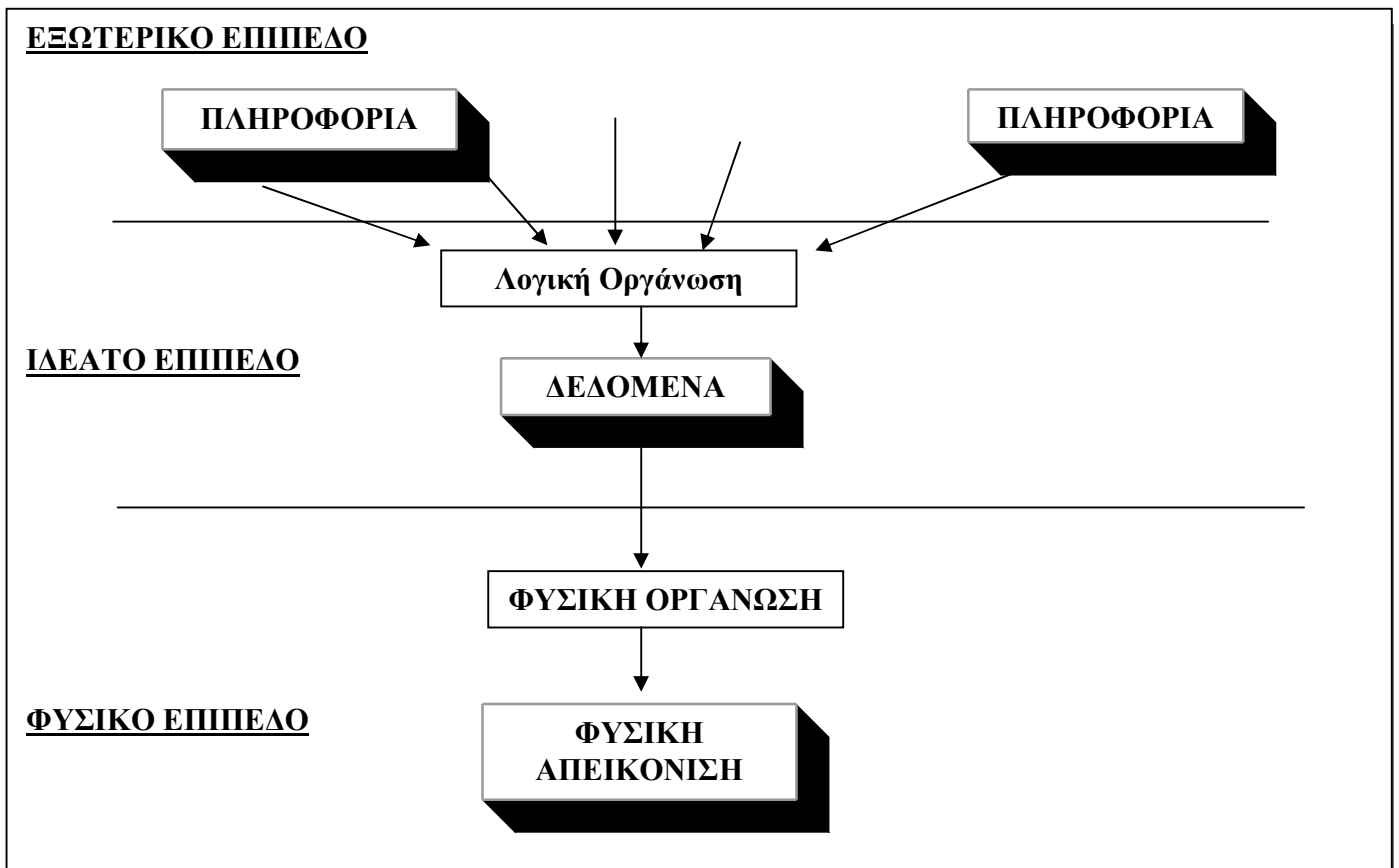 ΕΞΩΤΕΡΙΚΟ ΕΠΙΠΕΔΟ
ΠΛΗΡΟΦΟΡΙΑ
ΠΛΗΡΟΦΟΡΙΑ
Λογική Οργάνωση
ΙΔΕΑΤΟ ΕΠΙΠΕΔΟ
ΔΕΔΟΜΕΝΑ
ΦΥΣΙΚΗ ΟΡΓΑΝΩΣΗ
ΦΥΣΙΚΟ ΕΠΙΠΕΔΟ
ΦΥΣΙΚΗ
ΑΠΕΙΚΟΝΙΣΗ